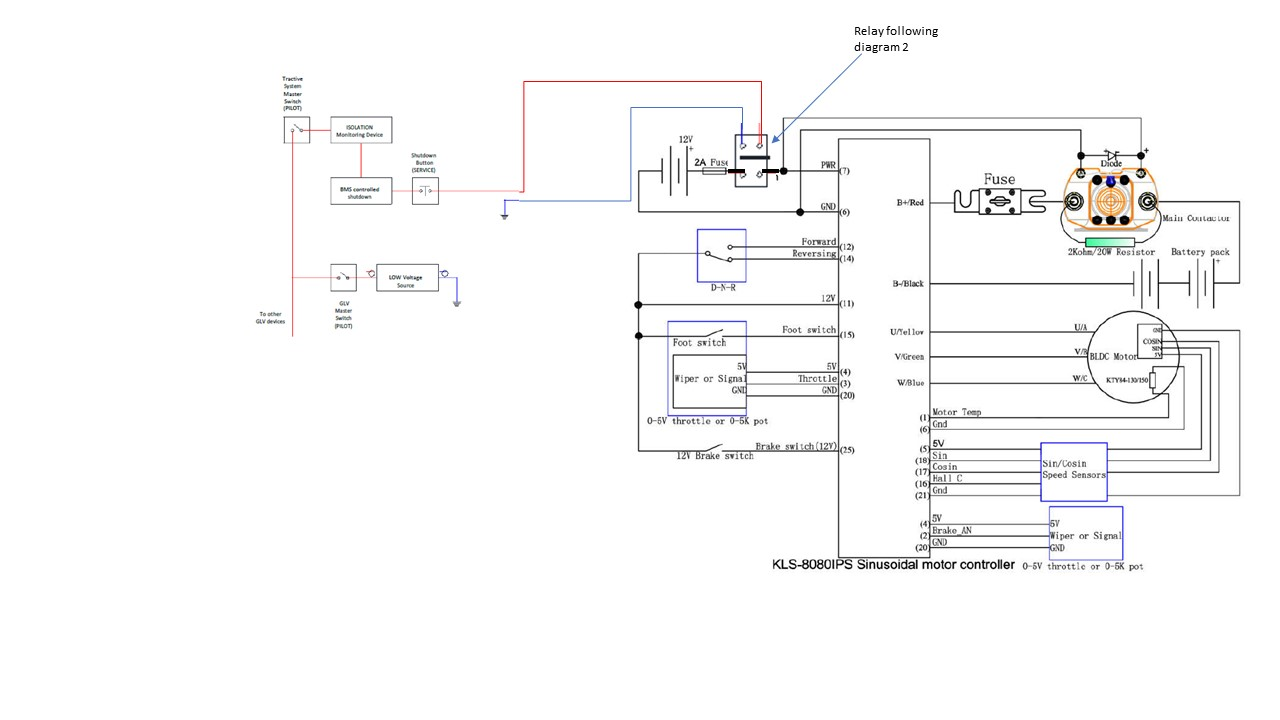 Relay following
diagram 2
Tractive
System
Master
Switch
(PILOT)
ISOLATION
Monitoring Device
Shutdown
Button
(SERVICE)
BMS controlled
shutdown
LOW Voltage
Source
GLV
Master
Switch
(PILOT)
To other
GLV devices
12V
+
2A Fuse
1
PWR
(7)
GND
(6)
Forward
(12)
Reversing
(14)
D-N-R
12V
(11)
Foot switch
(15)
Foot switch
5V
(4)
Wiper or Signal
Throttle
(3)
GND
GND
(20)
0-5V throttle or 0-5K pot
Brake switch(12V)
(25)
12V Brake switch
B+/Red
Fuse
+
Diode
Main Contactor
2Kohm/20W Resistor
Battery pack
+
B-/Black
U/Yellow
U/A
V/Green
V/B
W/Blue
W/C
BLDC Motor
GND
COSIN
SIN
5V
KTY84-130/150
(1)
Motor Temp
(6)
Gnd
(5)
5V
(18)
Sin
(17)
Cosin
(16)
Hall C
(21)
Gnd
Sin/Cosin
Speed Sensors
(4)
5V
5V
(2)
Brake_AN
Wiper or Signal
(20)
GND
GND
KLS-8080IPS Sinusoidal motor controller
0-5V throttle or 0-5K pot